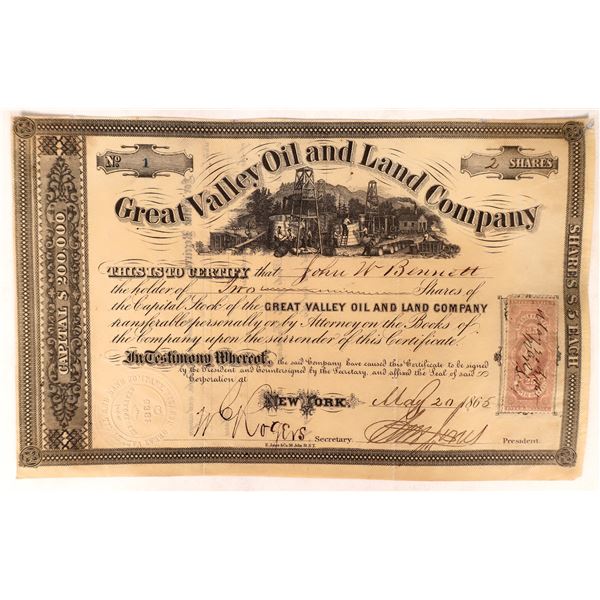 No 1
2 SHARES
Great Valley Oil and Land Company
CAPITAL $200,000
SHARES $5 EACH
THIS IS TO CERTIFY that John W Bennett
the holder of Two Shares of
the Capital Stock of the GREAT VALLEY OIL AND LAND COMPANY
transferable personally or by Attorney on the Books of
the Company upon the surrender of this Certificate.
In Testimony Whereof, the said Company have caused this Certificate to be signed
by the President and Countersigned by the Secretary, and affixed the Seal of said
Corporation at
NEW YORK, May 20 1865
Rogers Secretary. President.